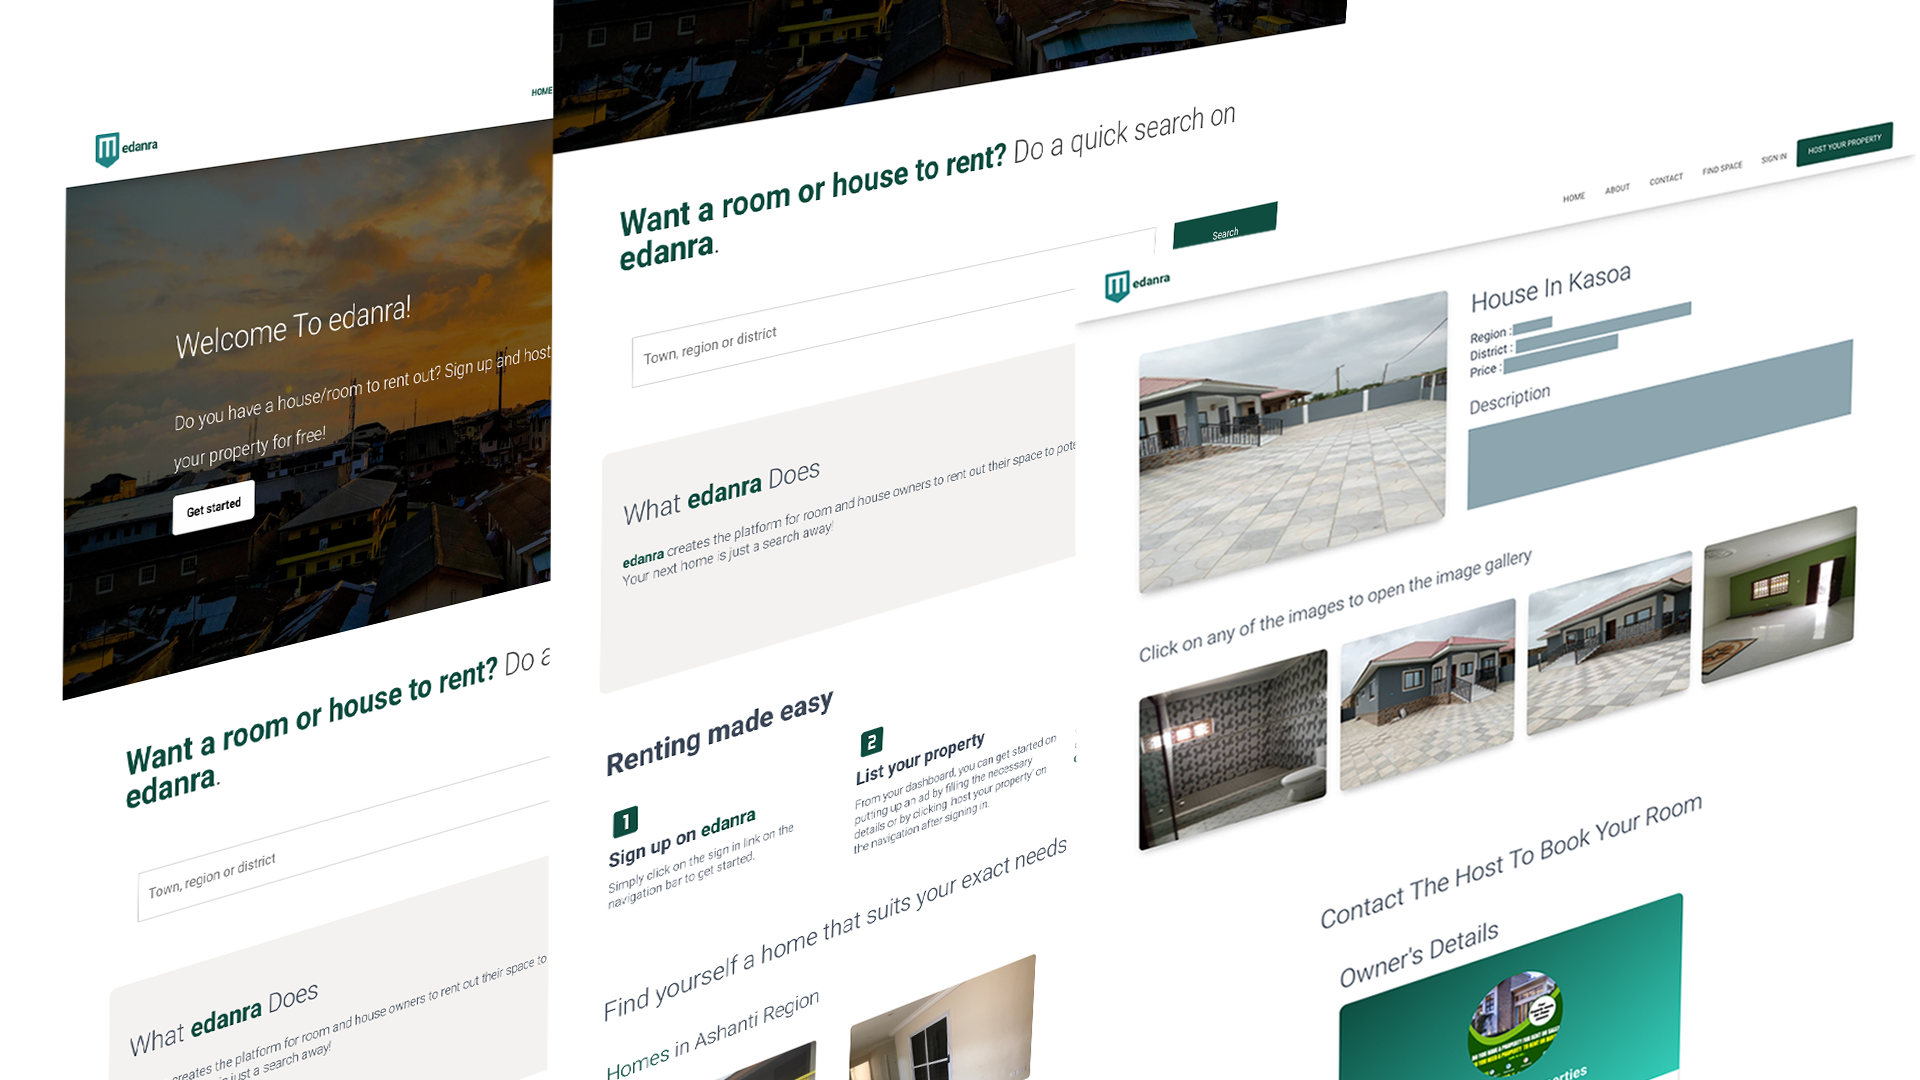 HOME
edanra
Welcome To edanra!
Do you have a house/room to rent out? Sign up and host
your property for free!
Get started
Want a room or house to rent? Do a
edanra.
Town, region or district
What edanra Does
creates the platform for room and house owners to rent out their space to
just a search away!
Want a room or house to rent? Do a quick search on
edanra.
Town, region or district
Search
What edanra Does
edanra creates the platform for room and house owners to rent out their space to
Your next home is just a search away!
Renting made easy
1
Sign up on edanra
Simply click on the sign in link on the
navigation bar to get started.
2
List your property
From your dashboard, you can get started on
putting up an ad by filling the necessary
details or by clicking 'host your property' on
the navigation after signing in.
Find yourself a home that suits your exact needs
Homes in Ashanti Region
edanra
HOME
ABOUT
CONTACT
FIND SPACE
SIGN IN
HOST YOUR PROPERTY
House In Kasoa
Region :
District :
Price :
Description
Click on any of the images to open the image gallery
Contact The Host To Book Your Room
Owner's Details